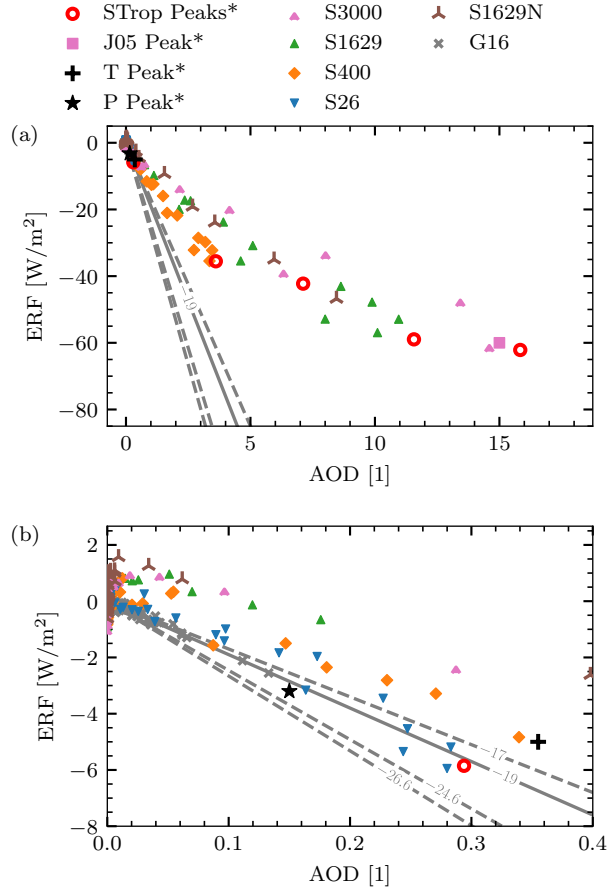 STrop Peaks* S3000 S1629N
J05 Peak* S1629 G16
T Peak* S400
P Peak* S26
(a)
0
−20
−40
−60
−80
ERF [W/m²]
−19
0 5 10 15
AOD [1]
(b)
2
0
−2
−4
−6
−8
ERF [W/m²]
−17
−19
−24.6
−26.6
0.0 0.1 0.2 0.3 0.4
AOD [1]